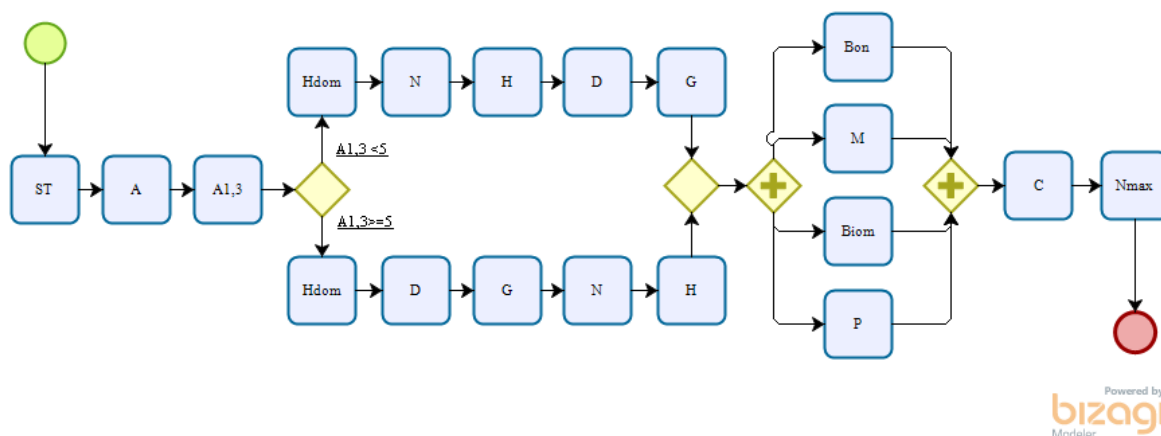 ST
A
A1,3
A1,3 <5
Hdom
N
H
D
G
A1,3>=5
Hdom
D
G
N
H
Bon
M
Biom
P
C
Nmax
Powered by
bizagi
Modeler